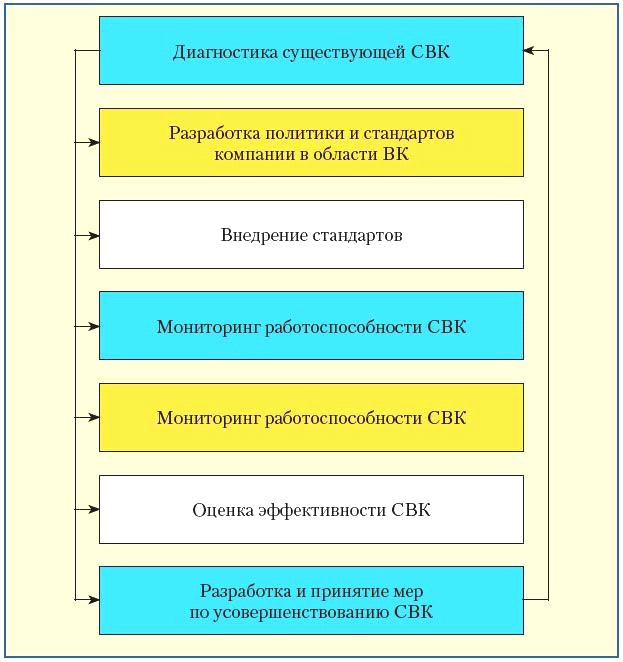 Диагностика существующей СВК
Разработка политики и стандартов
компании в области ВК
Внедрение стандартов
Мониторинг работоспособности СВК
Мониторинг работоспособности СВК
Оценка эффективности СВК
Разработка и принятие мер
по усовершенствованию СВК